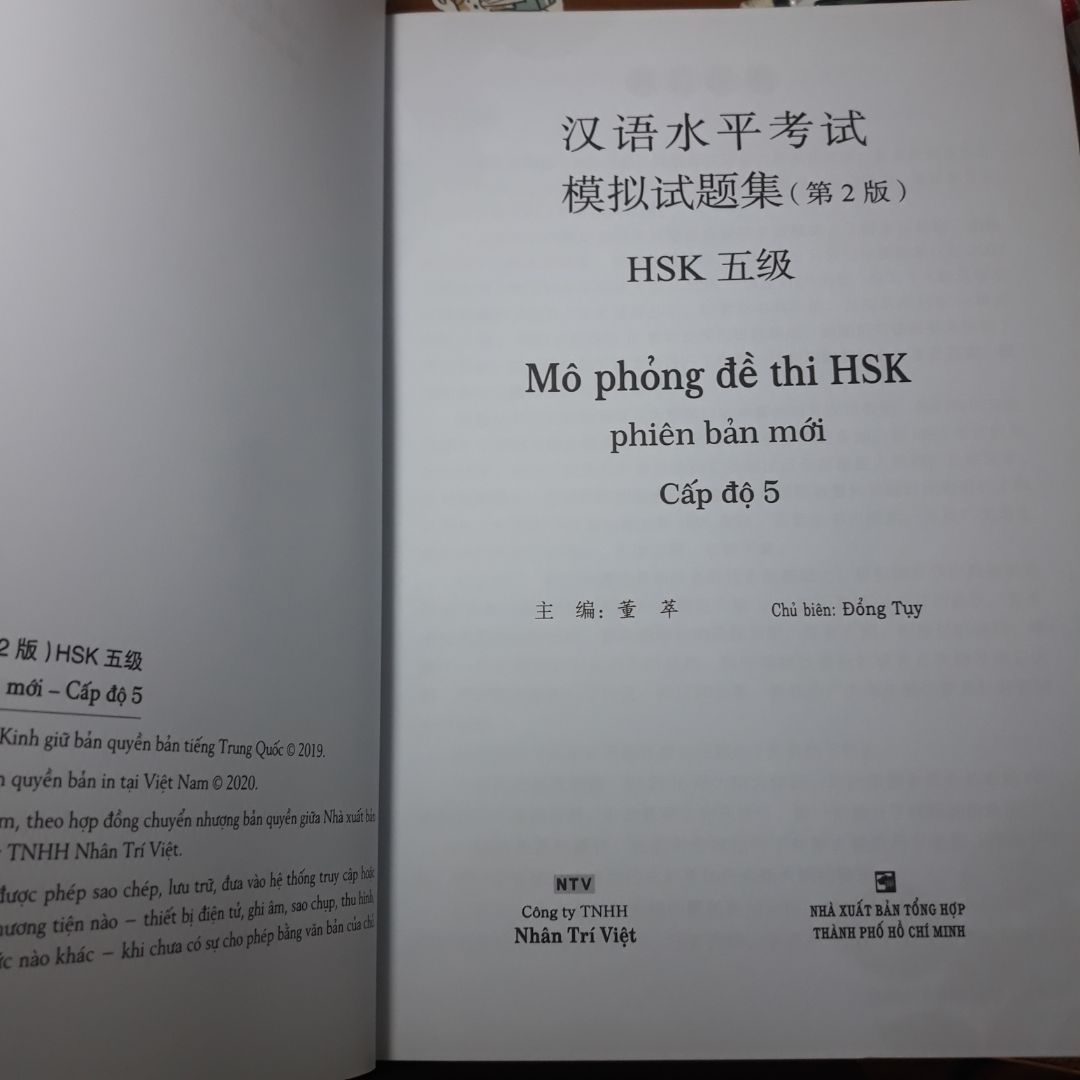 2 版) HSK 五级
mới – Cấp độ 5
Kinh giữ bản quyền bản tiếng Trung Quốc © 2019.
quyền bản in tại Việt Nam © 2020.
theo hợp đồng chuyển nhượng bản quyền giữa Nhà xuất bản
TNHH Nhân Trí Việt.
được phép sao chép, lưu trữ, đưa vào hệ thống truy cập hoặc
tiện nào – thiết bị điện tử, ghi âm, sao chụp, thu hình,
nào khác – khi chưa có sự cho phép bằng văn bản của chủ
汉语水平考试
模拟试题集(第2版)
HSK 五级
Mô phỏng đề thi HSK
phiên bản mới
Cấp độ 5
主 编: 董 萃 Chủ biên: Đổng Tụy
NTV
Công ty TNHH
Nhân Trí Việt
NHÀ XUẤT BẢN TỔNG HỢP
THÀNH PHỐ HỒ CHÍ MINH